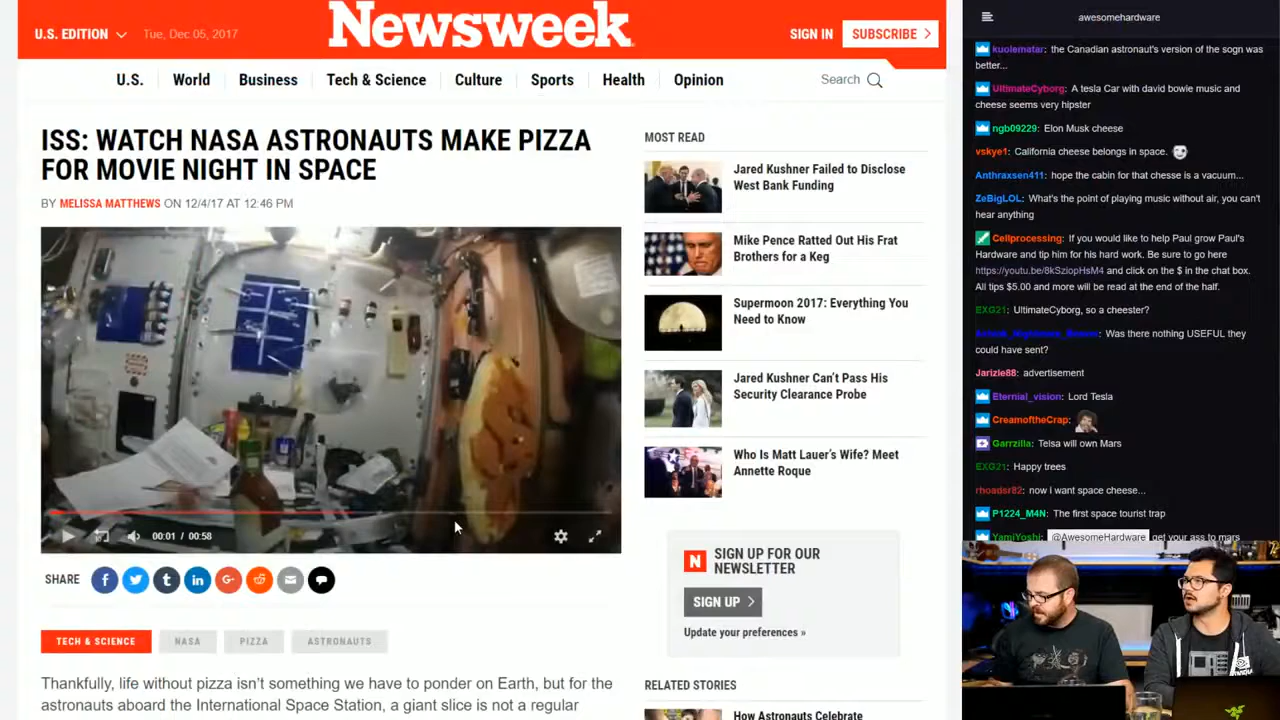 U.S. EDITION
Tue, Dec 05, 2017
Newsweek
SIGN IN
SUBSCRIBE
U.S.
World
Business
Tech & Science
Culture
Sports
Health
Opinion
Search
ISS: WATCH NASA ASTRONAUTS MAKE PIZZA
FOR MOVIE NIGHT IN SPACE
BY MELISSA MATTHEWS ON 12/4/17 AT 12:46 PM
00:01 / 00:58
SHARE
TECH & SCIENCE
NASA
PIZZA
ASTRONAUTS
Thankfully, life without pizza isn't something we have to ponder on Earth, but for the
astronauts aboard the International Space Station, a giant slice is not a regular
MOST READ
Jared Kushner Failed to Disclose
West Bank Funding
Mike Pence Ratted Out His Frat
Brothers for a Keg
Supermoon 2017: Everything You
Need to Know
Jared Kushner Can't Pass His
Security Clearance Probe
Who Is Matt Lauer's Wife? Meet
Annette Roque
N
SIGN UP FOR OUR
NEWSLETTER
SIGN UP
Update your preferences »
RELATED STORIES
How Astronauts Celebrate
awesomehardware
kuolematar: the Canadian astronaut's version of the sogn was
better...
UltimateCyborg: A tesla Car with david bowie music and
cheese seems very hipster
ngb09229: Elon Musk cheese
vskye1: California cheese belongs in space.
Anthraxsen411: hope the cabin for that chesse is a vacuum...
ZeBigLOL: What's the point of playing music without air, you can't
hear anything
Cellprocessing: If you would like to help Paul grow Paul's
Hardware and tip him for his hard work. Be sure to go here
https://youtu.be/8kSziopHsM4 and click on the $ in the chat box.
All tips $5.00 and more will be read at the end of the half.
EXG21: UltimateCyborg, so a cheester?
Was there nothing USEFUL they
could have sent?
Jarizle88: advertisement
Eternial_vision: Lord Tesla
CreamoftheCrap:
Garrzilla: Telsa will own Mars
EXG21: Happy trees
rhoadsr82: now i want space cheese...
P1224_M4N: The first space tourist trap
YamiYoshi: @AwesomeHardware get your ass to mars